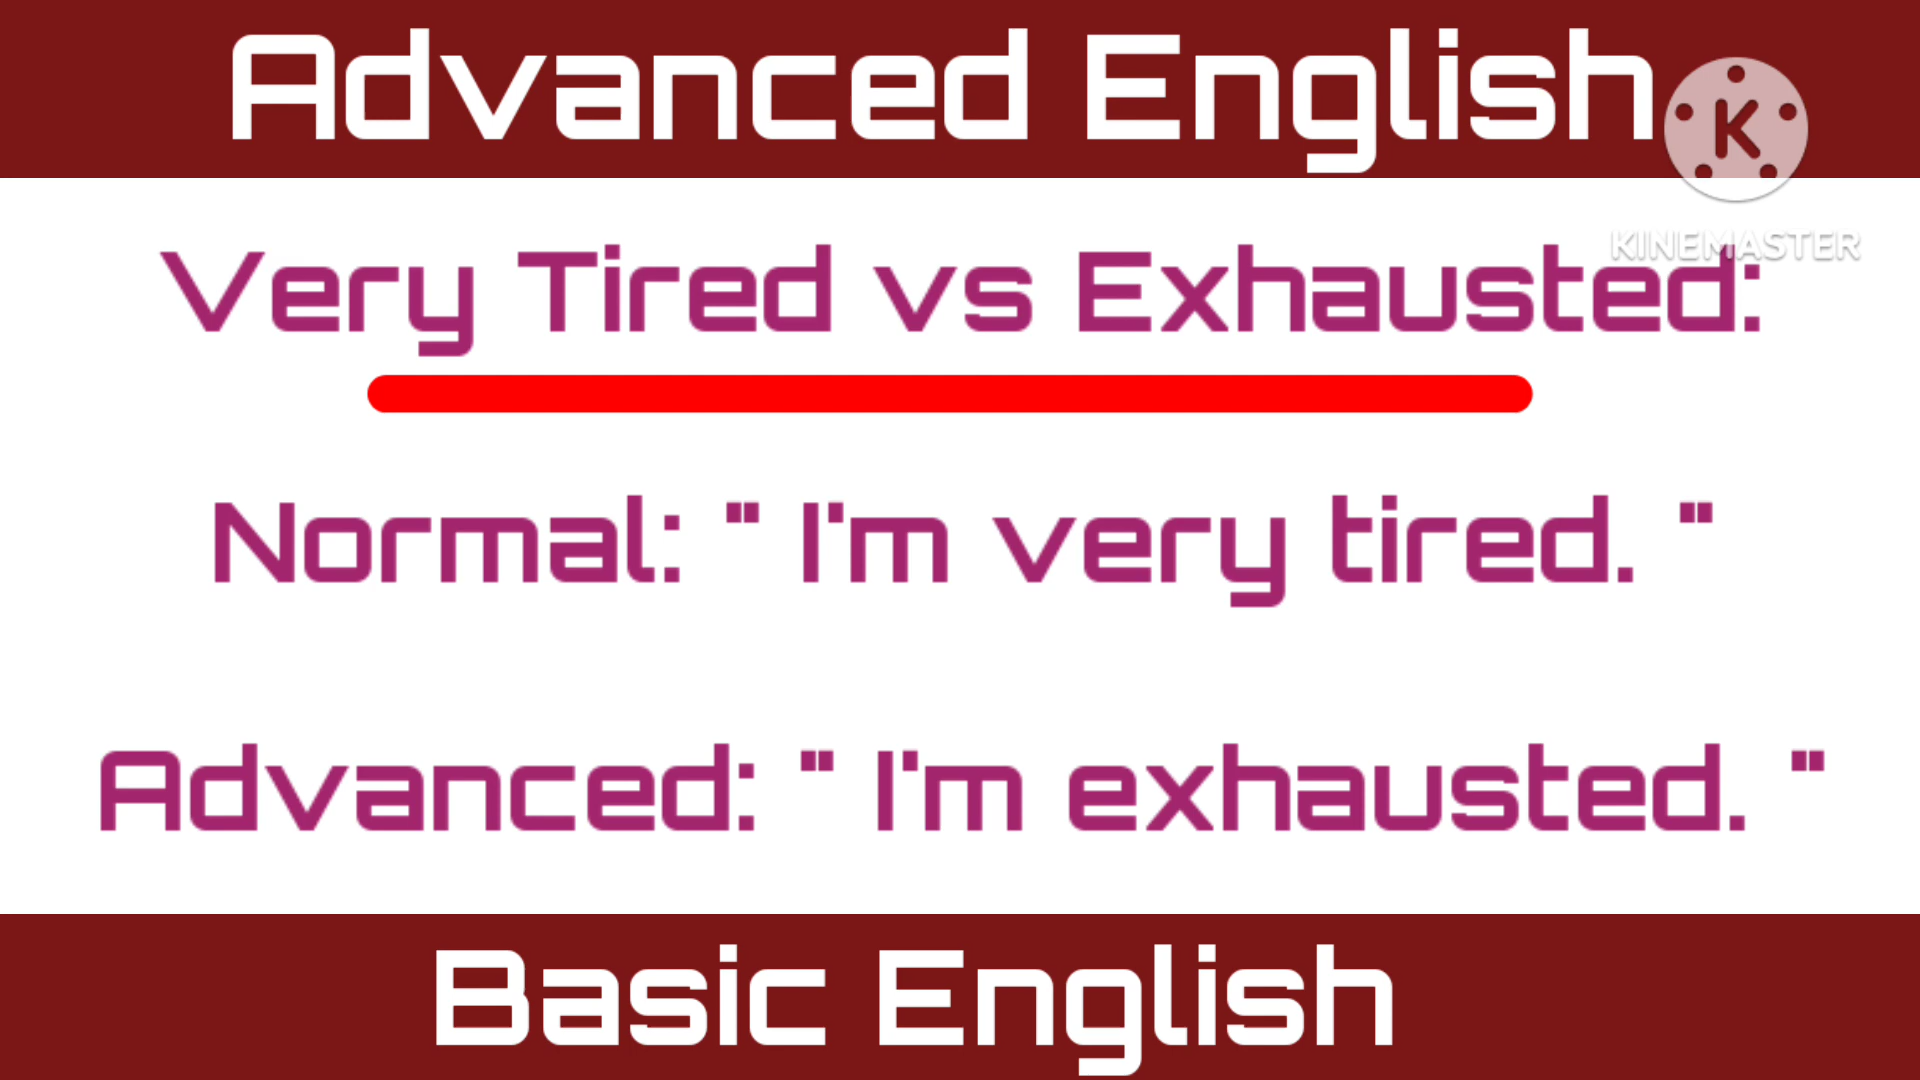 Advanced English
K
KINEMASTER
Very Tired vs Exhausted:
Normal: " I'm very tired. "
Advanced: " I'm exhausted. "
Basic English